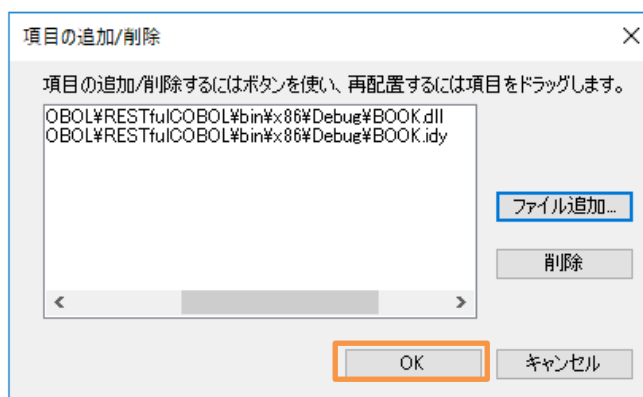 項目の追加/削除
項目の追加/削除するにはボタンを使い、再配置するには項目をドラッグします。
OBOL¥RESTfulCOBOL¥bin¥x86¥Debug¥BOOK.dll
OBOL¥RESTfulCOBOL¥bin¥x86¥Debug¥BOOK.idy
ファイル追加...
削除
OK
キャンセル